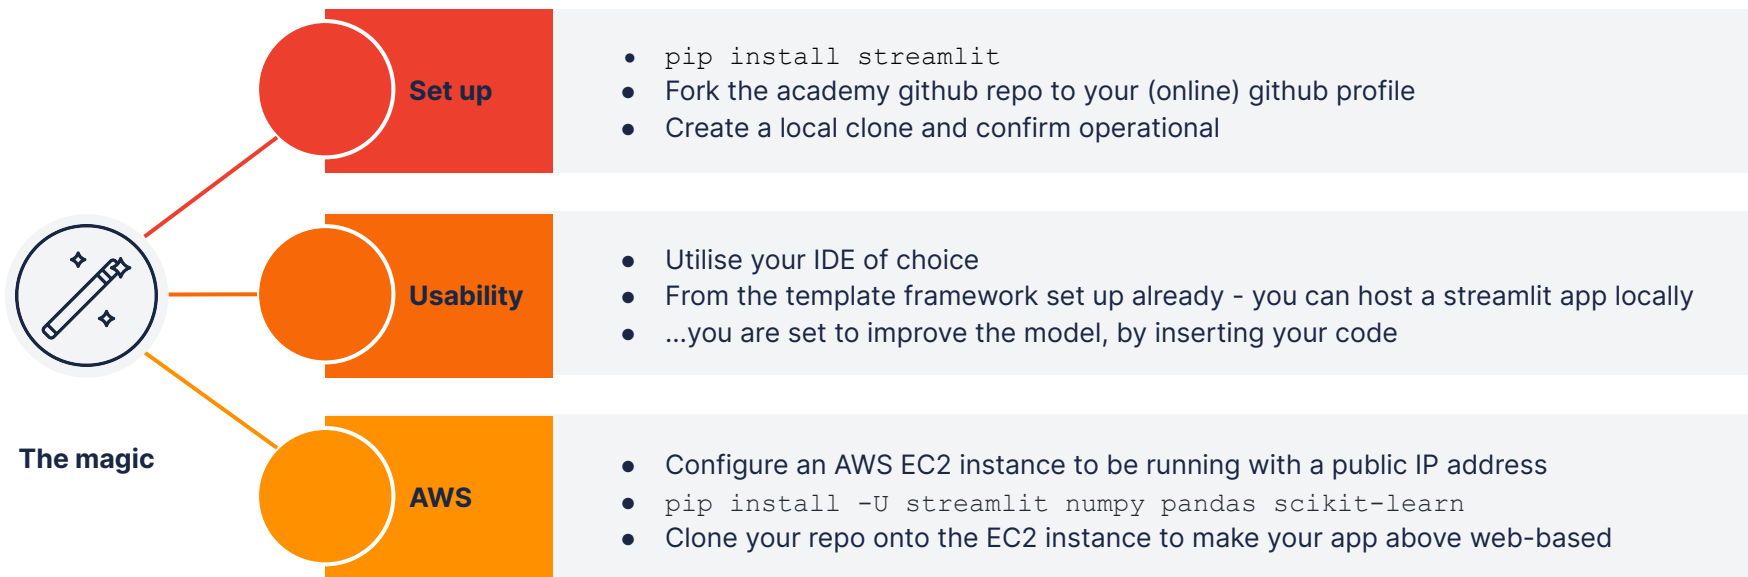 Set up
● pip install streamlit
● Fork the academy github repo to your (online) github profile
● Create a local clone and confirm operational
Usability
● Utilise your IDE of choice
● From the template framework set up already - you can host a streamlit app locally
● ...you are set to improve the model, by inserting your code
The magic
AWS
● Configure an AWS EC2 instance to be running with a public IP address
● pip install -U streamlit numpy pandas scikit-learn
● Clone your repo onto the EC2 instance to make your app above web-based